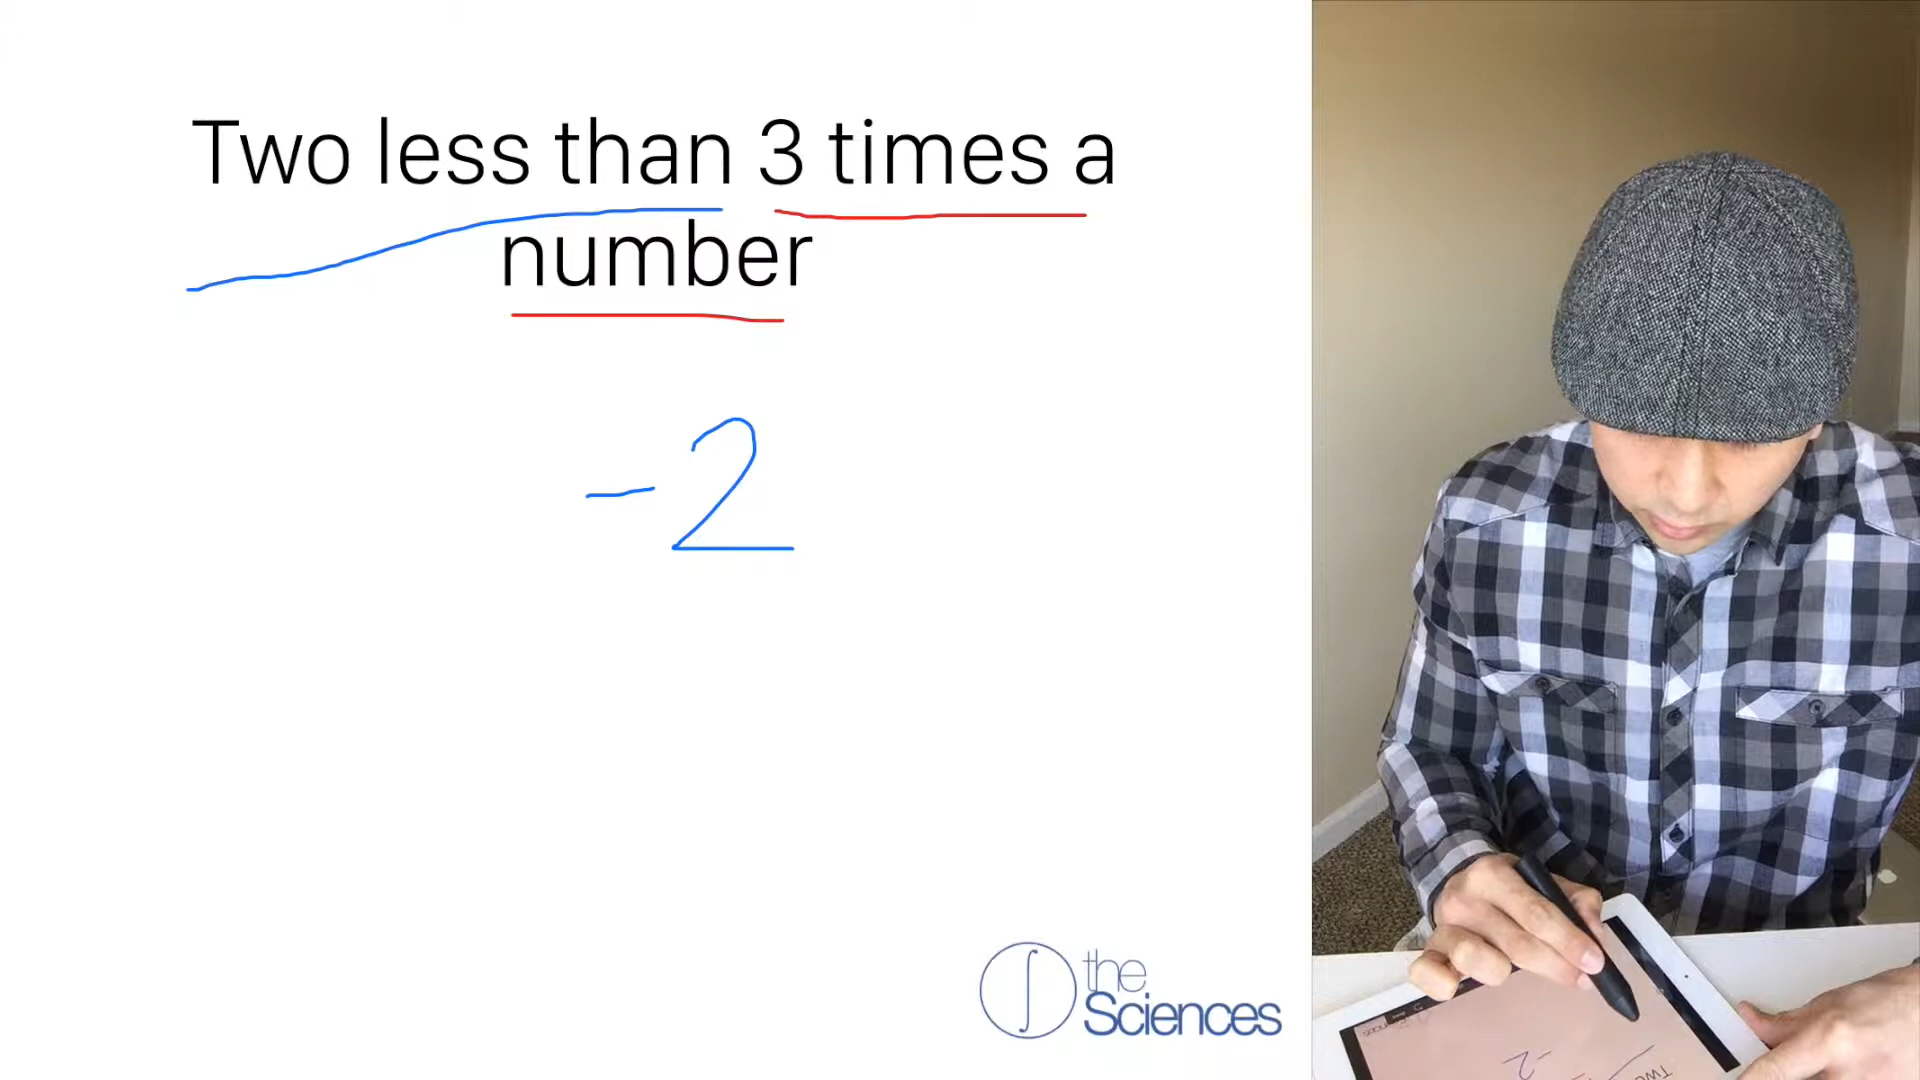 Two less than 3 times a
number
-2
the
Sciences